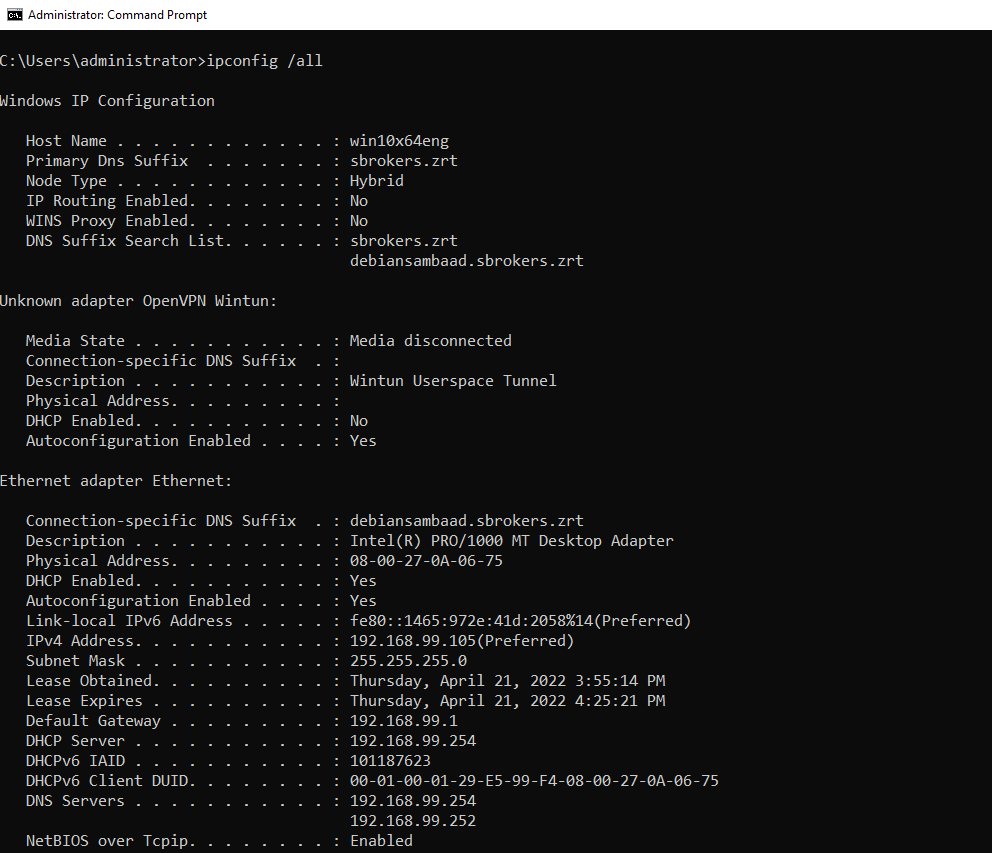 Administrator: Command Prompt
C:\Users\administrator>ipconfig /all
Windows IP Configuration
   Host Name . . . . . . . . . . . . : win10x64eng
   Primary Dns Suffix  . . . . . . . : sbrokers.zrt
   Node Type . . . . . . . . . . . . : Hybrid
   IP Routing Enabled. . . . . . . . : No
   WINS Proxy Enabled. . . . . . . . : No
   DNS Suffix Search List. . . . . . : sbrokers.zrt
                                       debiansambaad.sbrokers.zrt
Unknown adapter OpenVPN Wintun:
   Media State . . . . . . . . . . . : Media disconnected
   Connection-specific DNS Suffix  . :
   Description . . . . . . . . . . . : Wintun Userspace Tunnel
   Physical Address. . . . . . . . . :
   DHCP Enabled. . . . . . . . . . . : No
   Autoconfiguration Enabled . . . . : Yes
Ethernet adapter Ethernet:
   Connection-specific DNS Suffix  . : debiansambaad.sbrokers.zrt
   Description . . . . . . . . . . . : Intel(R) PRO/1000 MT Desktop Adapter
   Physical Address. . . . . . . . . : 08-00-27-0A-06-75
   DHCP Enabled. . . . . . . . . . . : Yes
   Autoconfiguration Enabled . . . . : Yes
   Link-local IPv6 Address . . . . . : fe80::1465:972e:41d:2058%14(Preferred)
   IPv4 Address. . . . . . . . . . . : 192.168.99.105(Preferred)
   Subnet Mask . . . . . . . . . . . : 255.255.255.0
   Lease Obtained. . . . . . . . . . : Thursday, April 21, 2022 3:55:14 PM
   Lease Expires . . . . . . . . . . : Thursday, April 21, 2022 4:25:21 PM
   Default Gateway . . . . . . . . . : 192.168.99.1
   DHCP Server . . . . . . . . . . . : 192.168.99.254
   DHCPv6 IAID . . . . . . . . . . . : 101187623
   DHCPv6 Client DUID. . . . . . . . : 00-01-00-01-29-E5-99-F4-08-00-27-0A-06-75
   DNS Servers . . . . . . . . . . . : 192.168.99.254
                                       192.168.99.252
   NetBIOS over Tcpip. . . . . . . . : Enabled